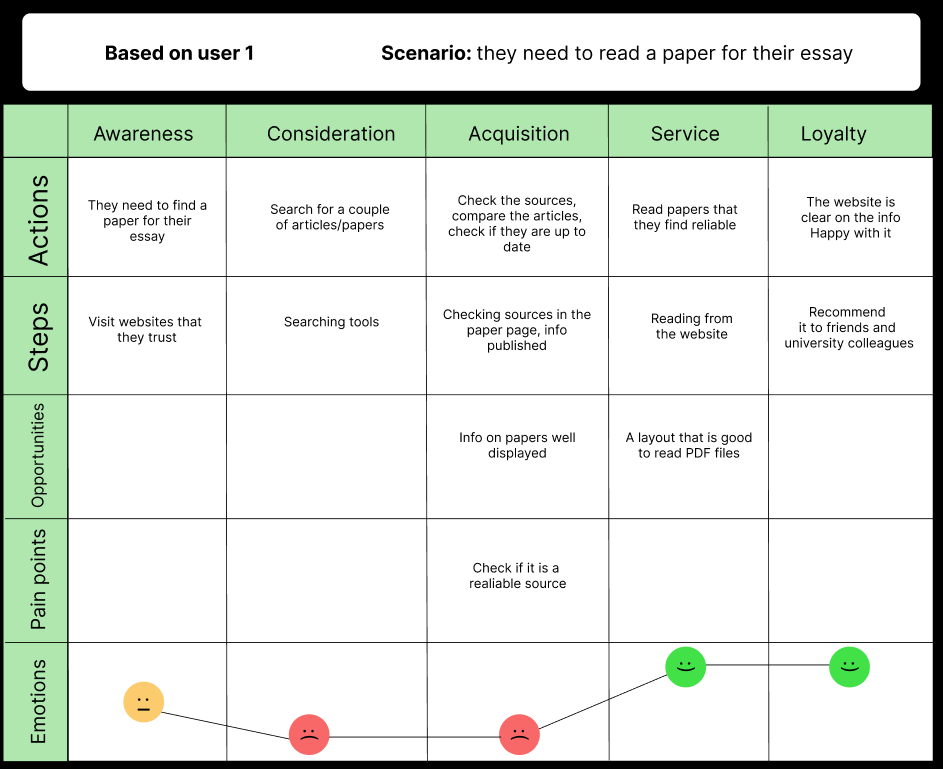 Based on user 1
Scenario: they need to read a paper for their essay
Awareness
Consideration
Acquisition
Service
Loyalty
Actions
They need to find a
paper for their
essay
Search for a couple
of articles/papers
Check the sources,
compare the articles,
check if they are up to
date
Read papers that
they find reliable
The website is
clear on the info
Happy with it
Steps
Visit websites that
they trust
Searching tools
Checking sources in the
paper page, info
published
Reading from
the website
Recommend
it to friends and
university colleagues
Opportunities
Info on papers well
displayed
A layout that is good
to read PDF files
Pain points
Check if it is a
realiable source
Emotions